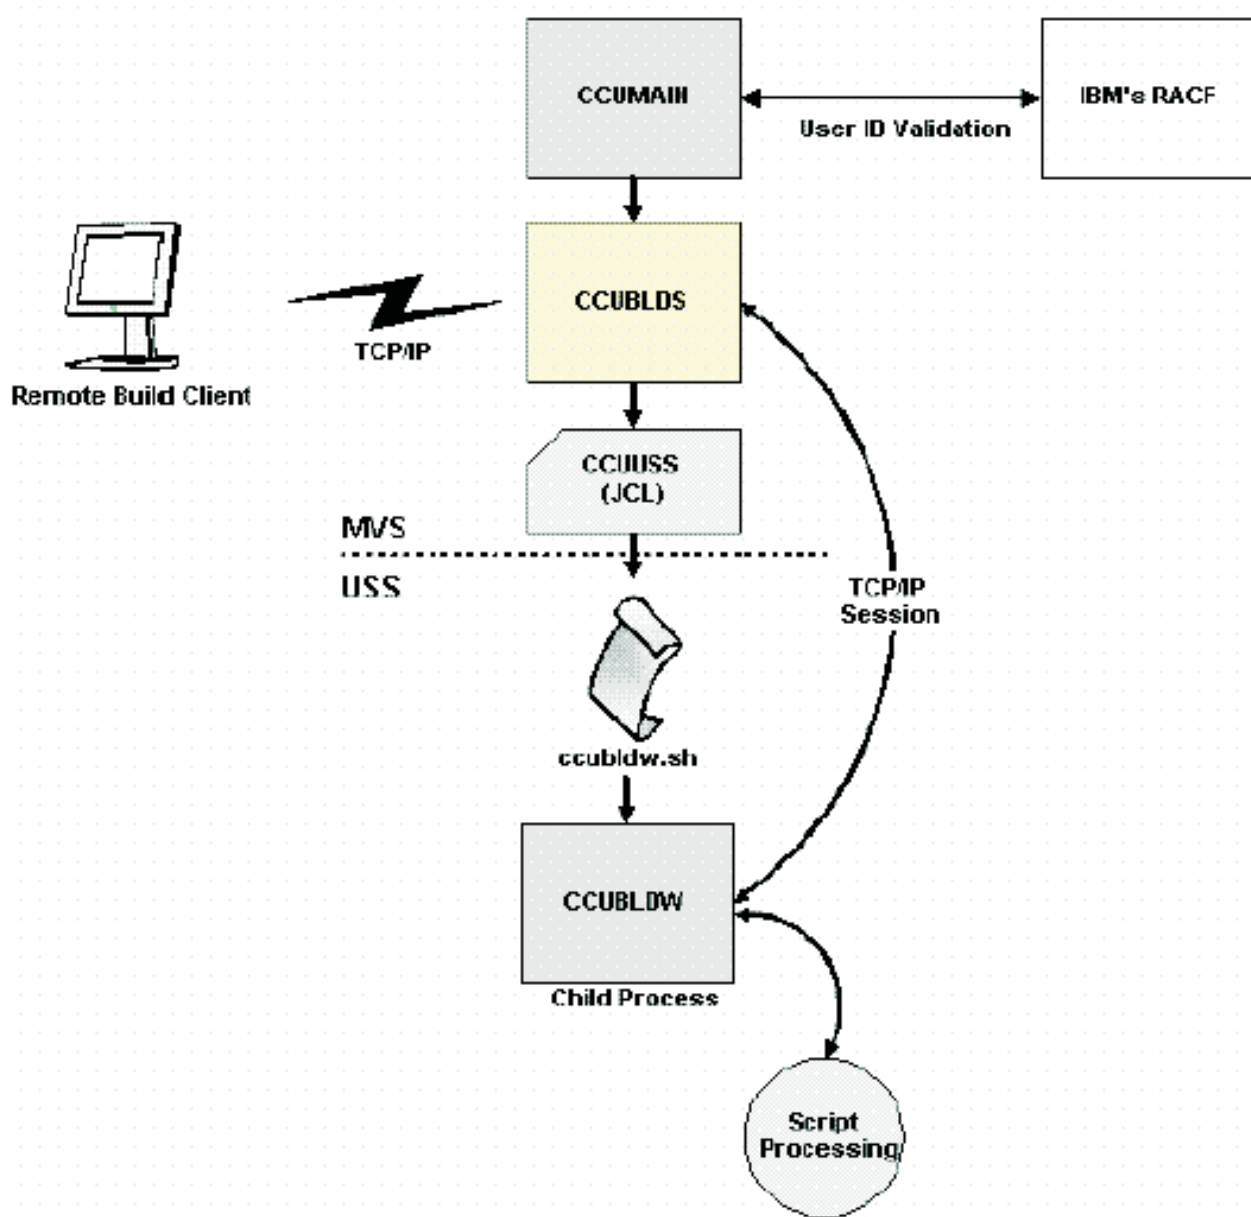 CCUMAIN
IBM's RACF
User ID Validation
CCUBLDS
TCP/IP
Remote Build Client
CCUUSS
(JCL)
MVS
USS
TCP/IP
Session
ccubldw.sh
CCUBLDW
Child Process
Script
Processing